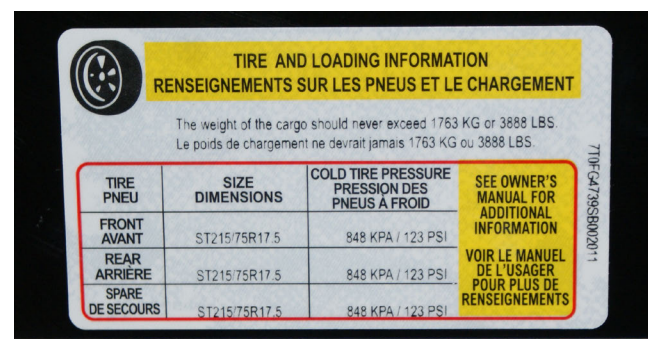 TIRE AND LOADING INFORMATION
RENSEIGNEMENTS SUR LES PNEUS ET LE CHARGEMENT
The weight of the cargo should never exceed 1763 KG or 3888 LBS.
Le poids de chargement ne devrait jamais 1763 KG ou 3888 LBS.
TIRE
PNEU
SIZE
DIMENSIONS
COLD TIRE PRESSURE
PRESSION DES
PNEUS À FROID
FRONT
AVANT
ST215/75R17.5
848 KPA / 123 PSI
REAR
ARRIÈRE
ST215/75R17.5
848 KPA / 123 PSI
SPARE
DE SECOURS
ST215/75R17.5
848 KPA / 123 PSI
SEE OWNER'S
MANUAL FOR
ADDITIONAL
INFORMATION
VOIR LE MANUEL
DE L'USAGER
POUR PLUS DE
RENSEIGNEMENTS
7T0FG4739SB002011